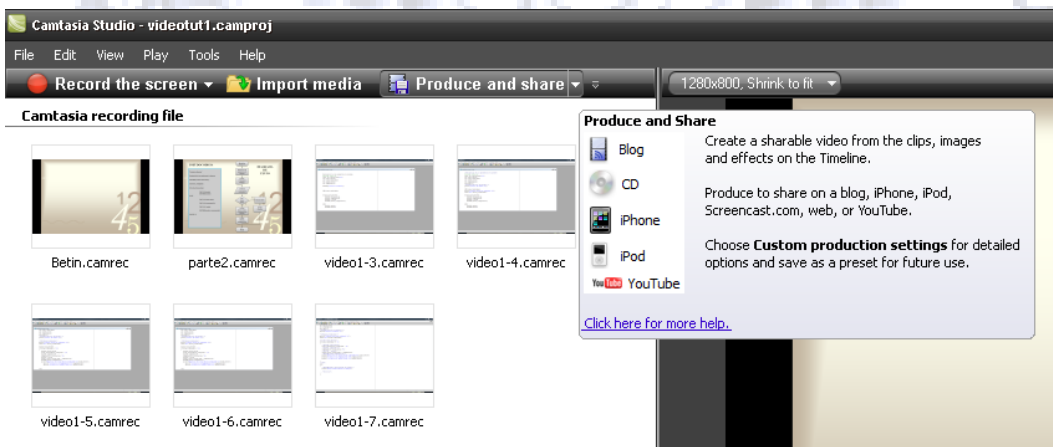 Camtasia Studio - videotut1.camproj
File Edit View Play Tools Help
Record the screen Import media Produce and share 1280x800, Shrink to fit
Camtasia recording file
Betin.camrec parte2.camrec video1-3.camrec video1-4.camrec
video1-5.camrec video1-6.camrec video1-7.camrec
Produce and Share
Blog
CD
iPhone
iPod
YouTube YouTube
Create a sharable video from the clips, images
and effects on the Timeline.
Produce to share on a blog, iPhone, iPod,
Screencast.com, web, or YouTube.
Choose Custom production settings for detailed
options and save as a preset for future use.
Click here for more help.